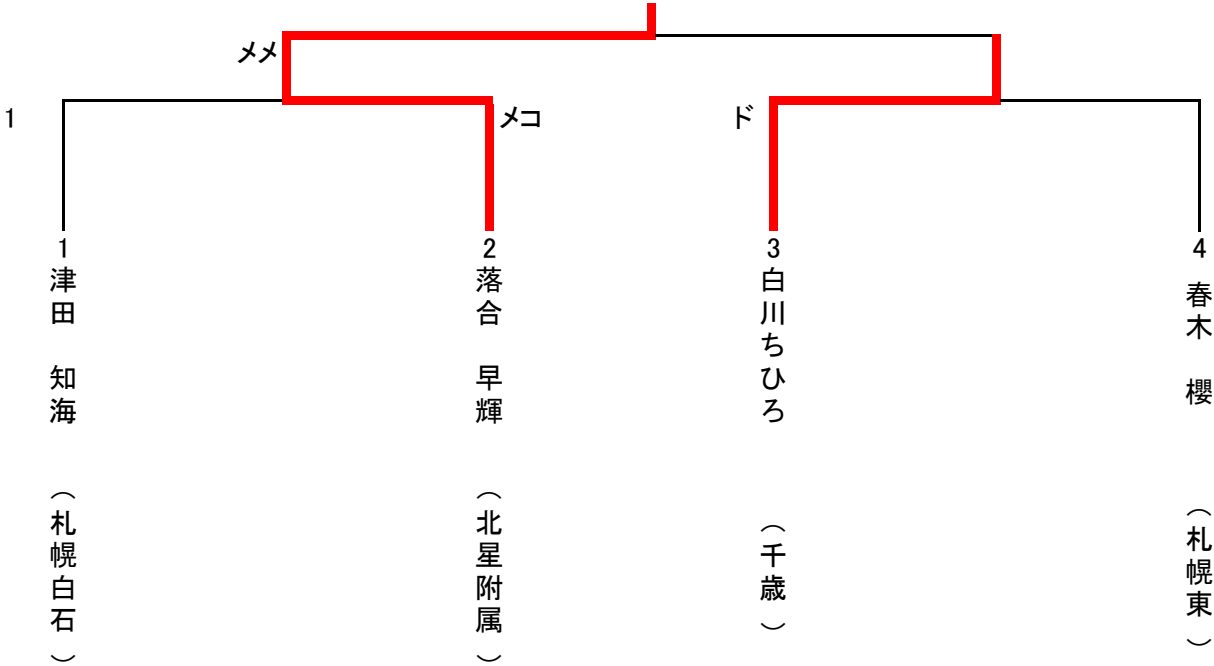 メメ
1
メコ
ド
1 津田 知海 （札幌白石）
2 落合 早輝 （北星附属）
3 白川ちひろ （千歳）
4 春木 櫻 （札幌東）